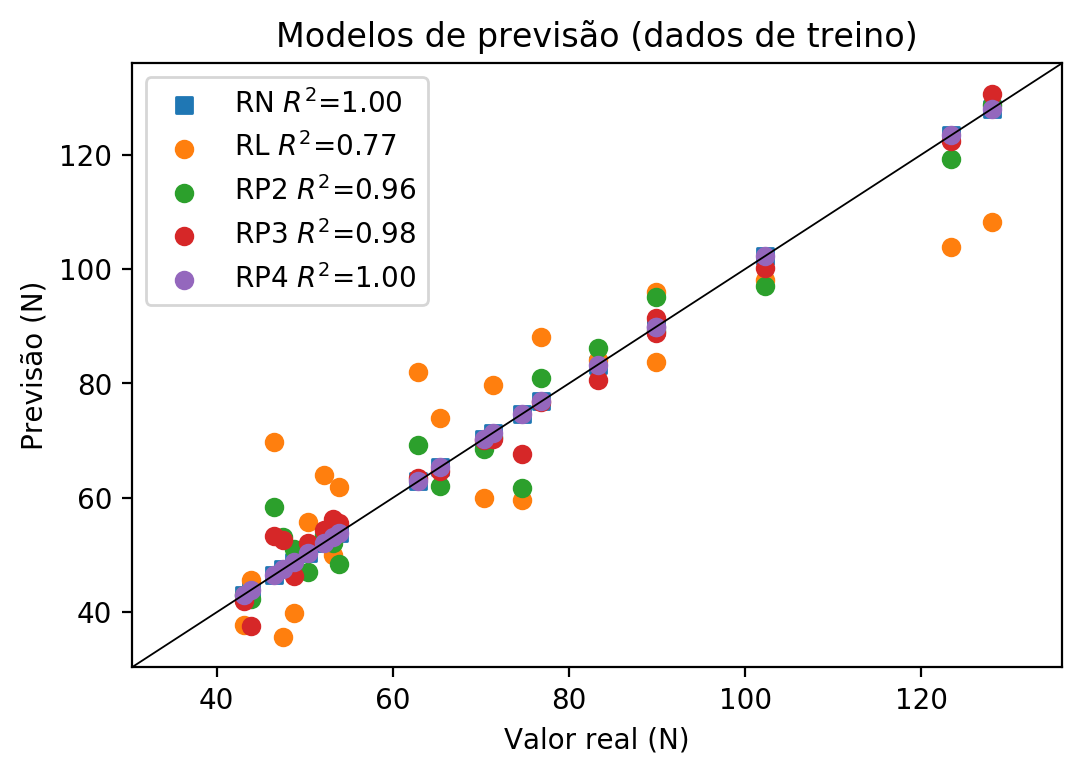 Modelos de previsão (dados de treino)
RN R²=1.00
RL R²=0.77
RP2 R²=0.96
RP3 R²=0.98
RP4 R²=1.00
Previsão (N)
120
100
80
60
40
40 60 80 100 120
Valor real (N)